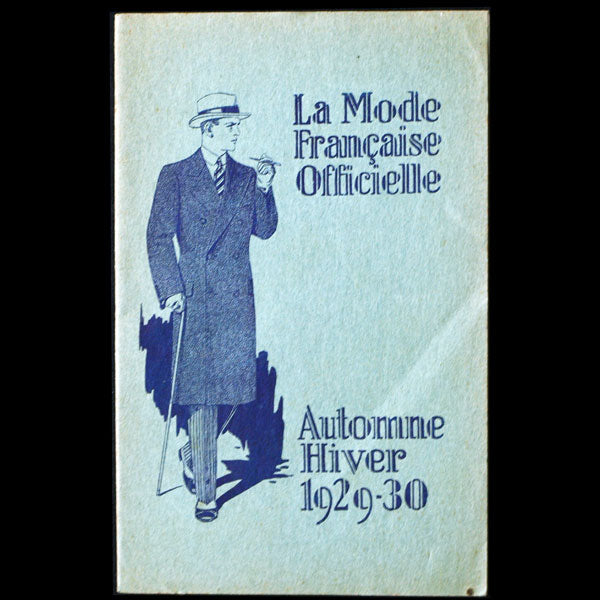 La Mode
Française
Officielle
Automne
Hiver
1929-30